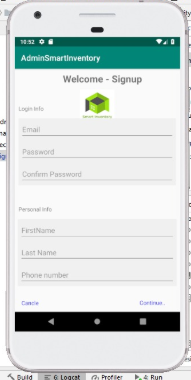 10:52
AdminSmartInventory
Welcome - Signup
Login Info
Email
Password
Confirm Password
Personal Info
FirstName
Last Name
Phone number
Cancle
Continue..
Build 6: Logcat Profiler 4: Run